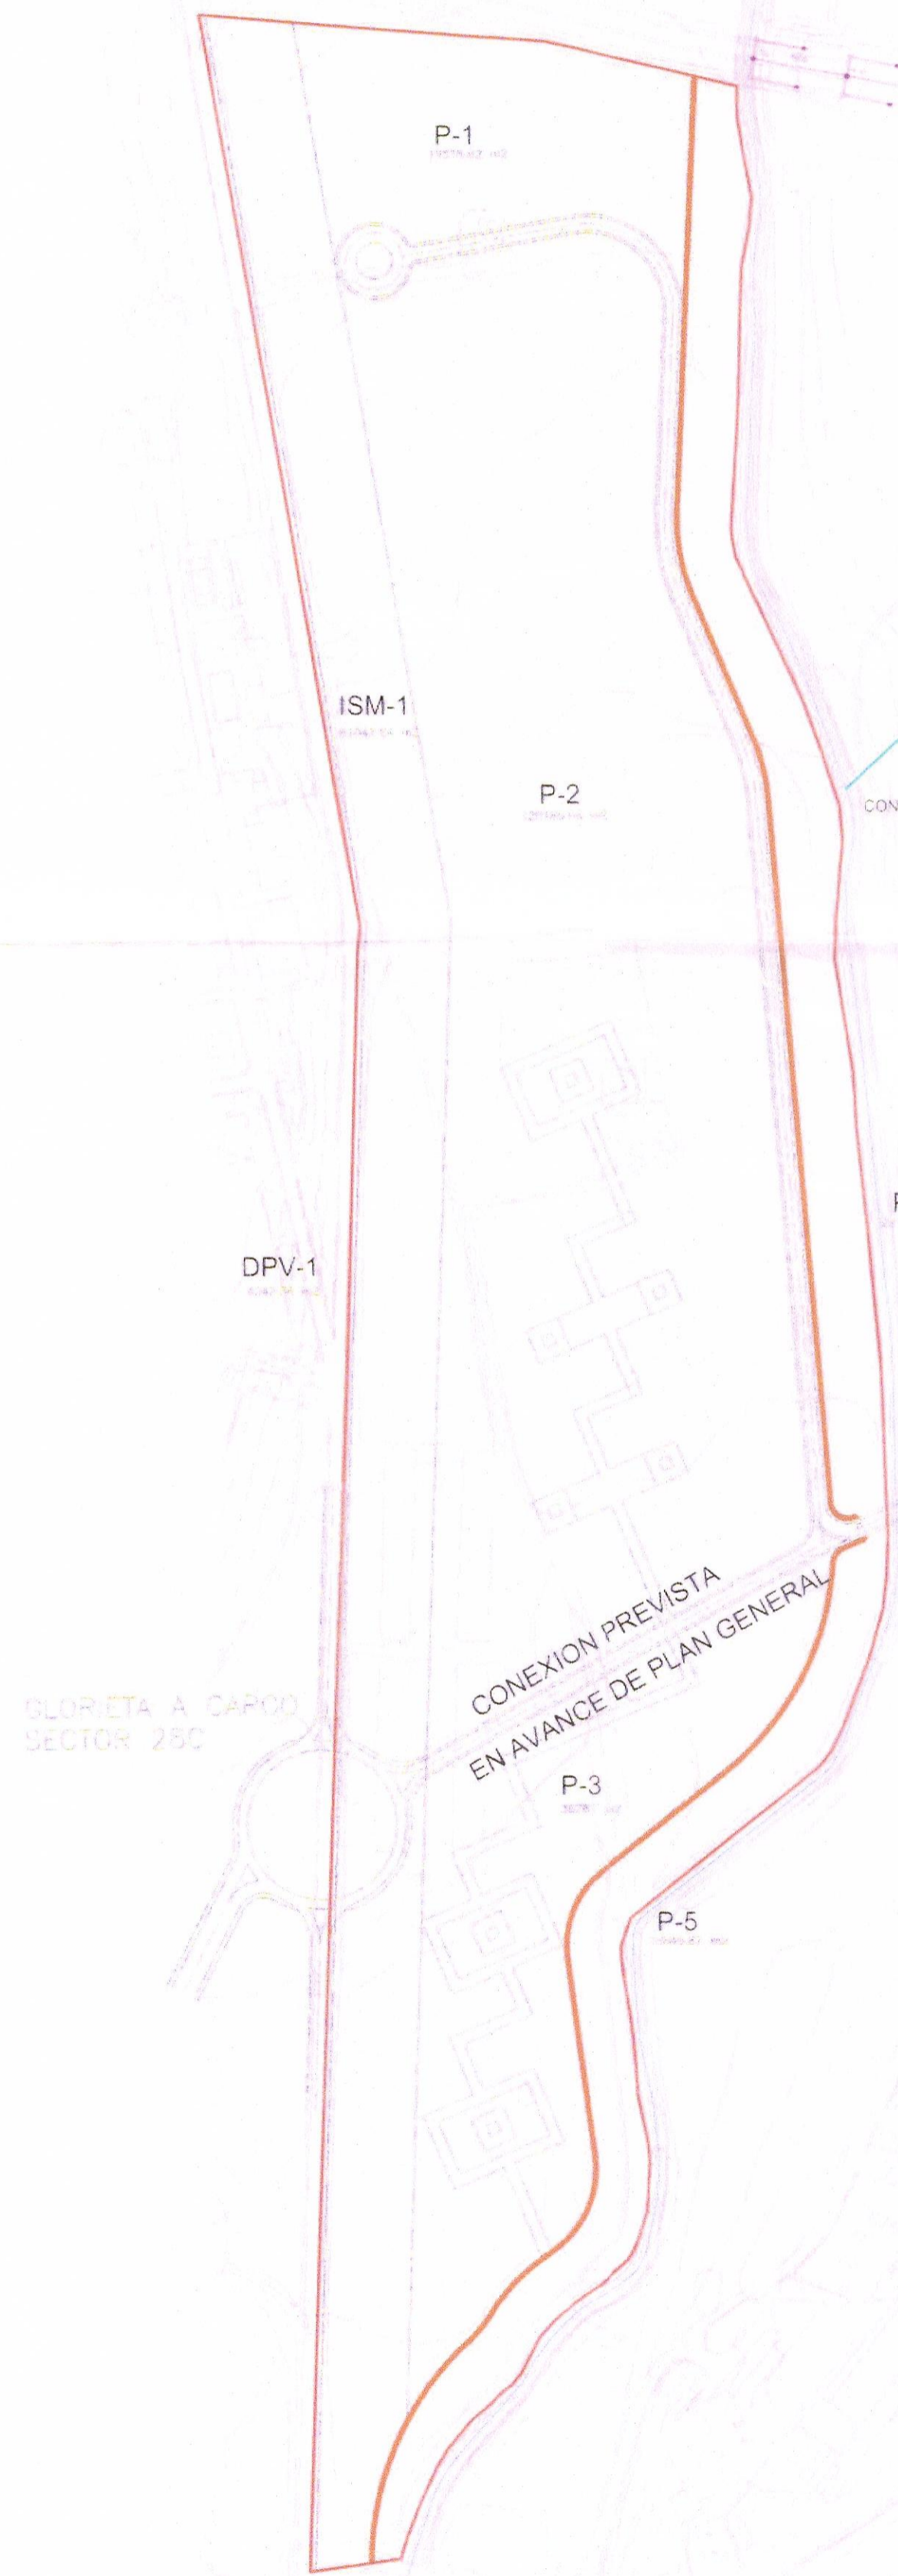 P-1
ISM-1
P-2
CON
DPV-1
CONEXION PREVISTA
EN AVANCE DE PLAN GENERAL
GLORIETA A CARGO
SECTOR 28C
P-3
P-5